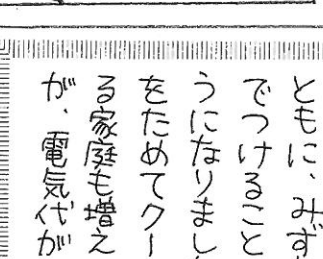 ともに、みず
でつけること
うになりまし
をためてクー
る家庭も増え
が、電気代が